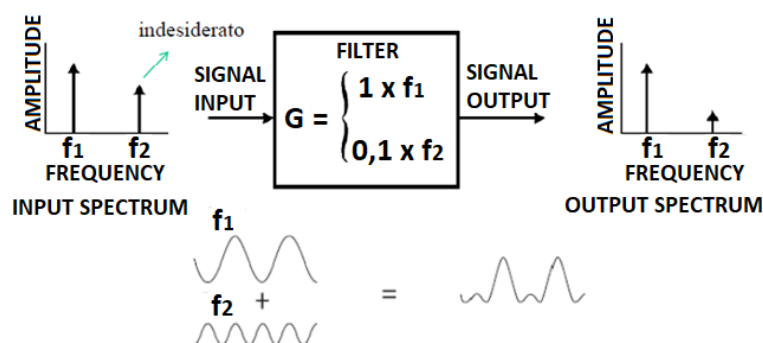 indesiderato
AMPLITUDE
f1 f2
FREQUENCY
INPUT SPECTRUM
SIGNAL
INPUT
FILTER
G =
1 x f1
0,1 x f2
SIGNAL
OUTPUT
AMPLITUDE
f1 f2
FREQUENCY
OUTPUT SPECTRUM
f1
f2 +
=